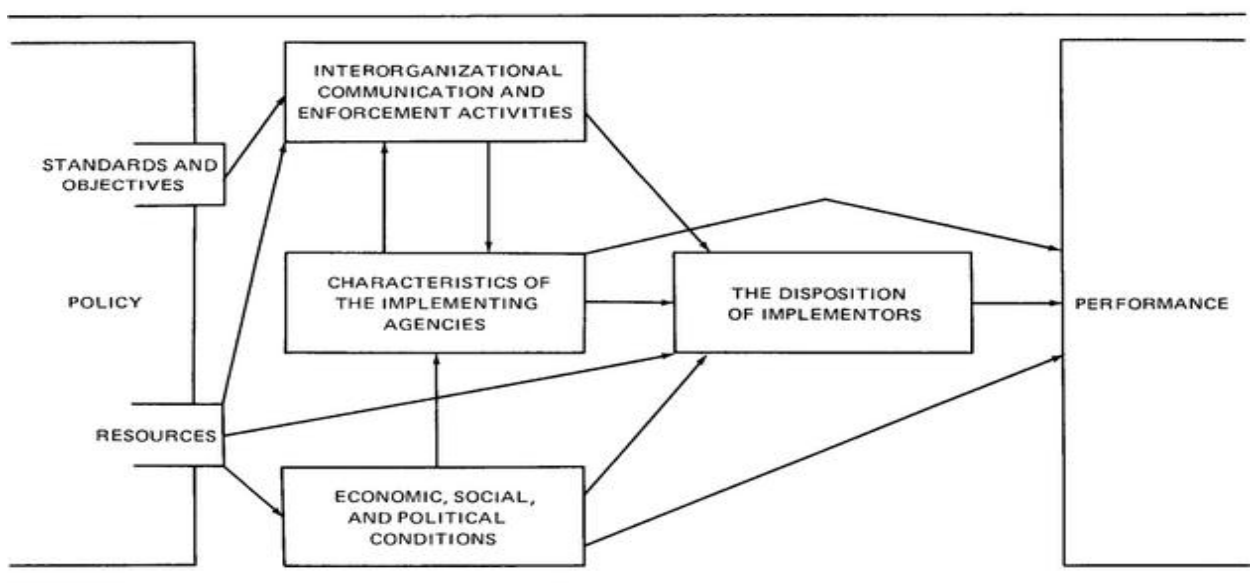 INTERORGANIZATIONAL
COMMUNICATION AND
ENFORCEMENT ACTIVITIES
STANDARDS AND
OBJECTIVES
CHARACTERISTICS OF
THE IMPLEMENTING
AGENCIES
THE DISPOSITION
OF IMPLEMENTORS
POLICY
PERFORMANCE
RESOURCES
ECONOMIC, SOCIAL,
AND POLITICAL
CONDITIONS